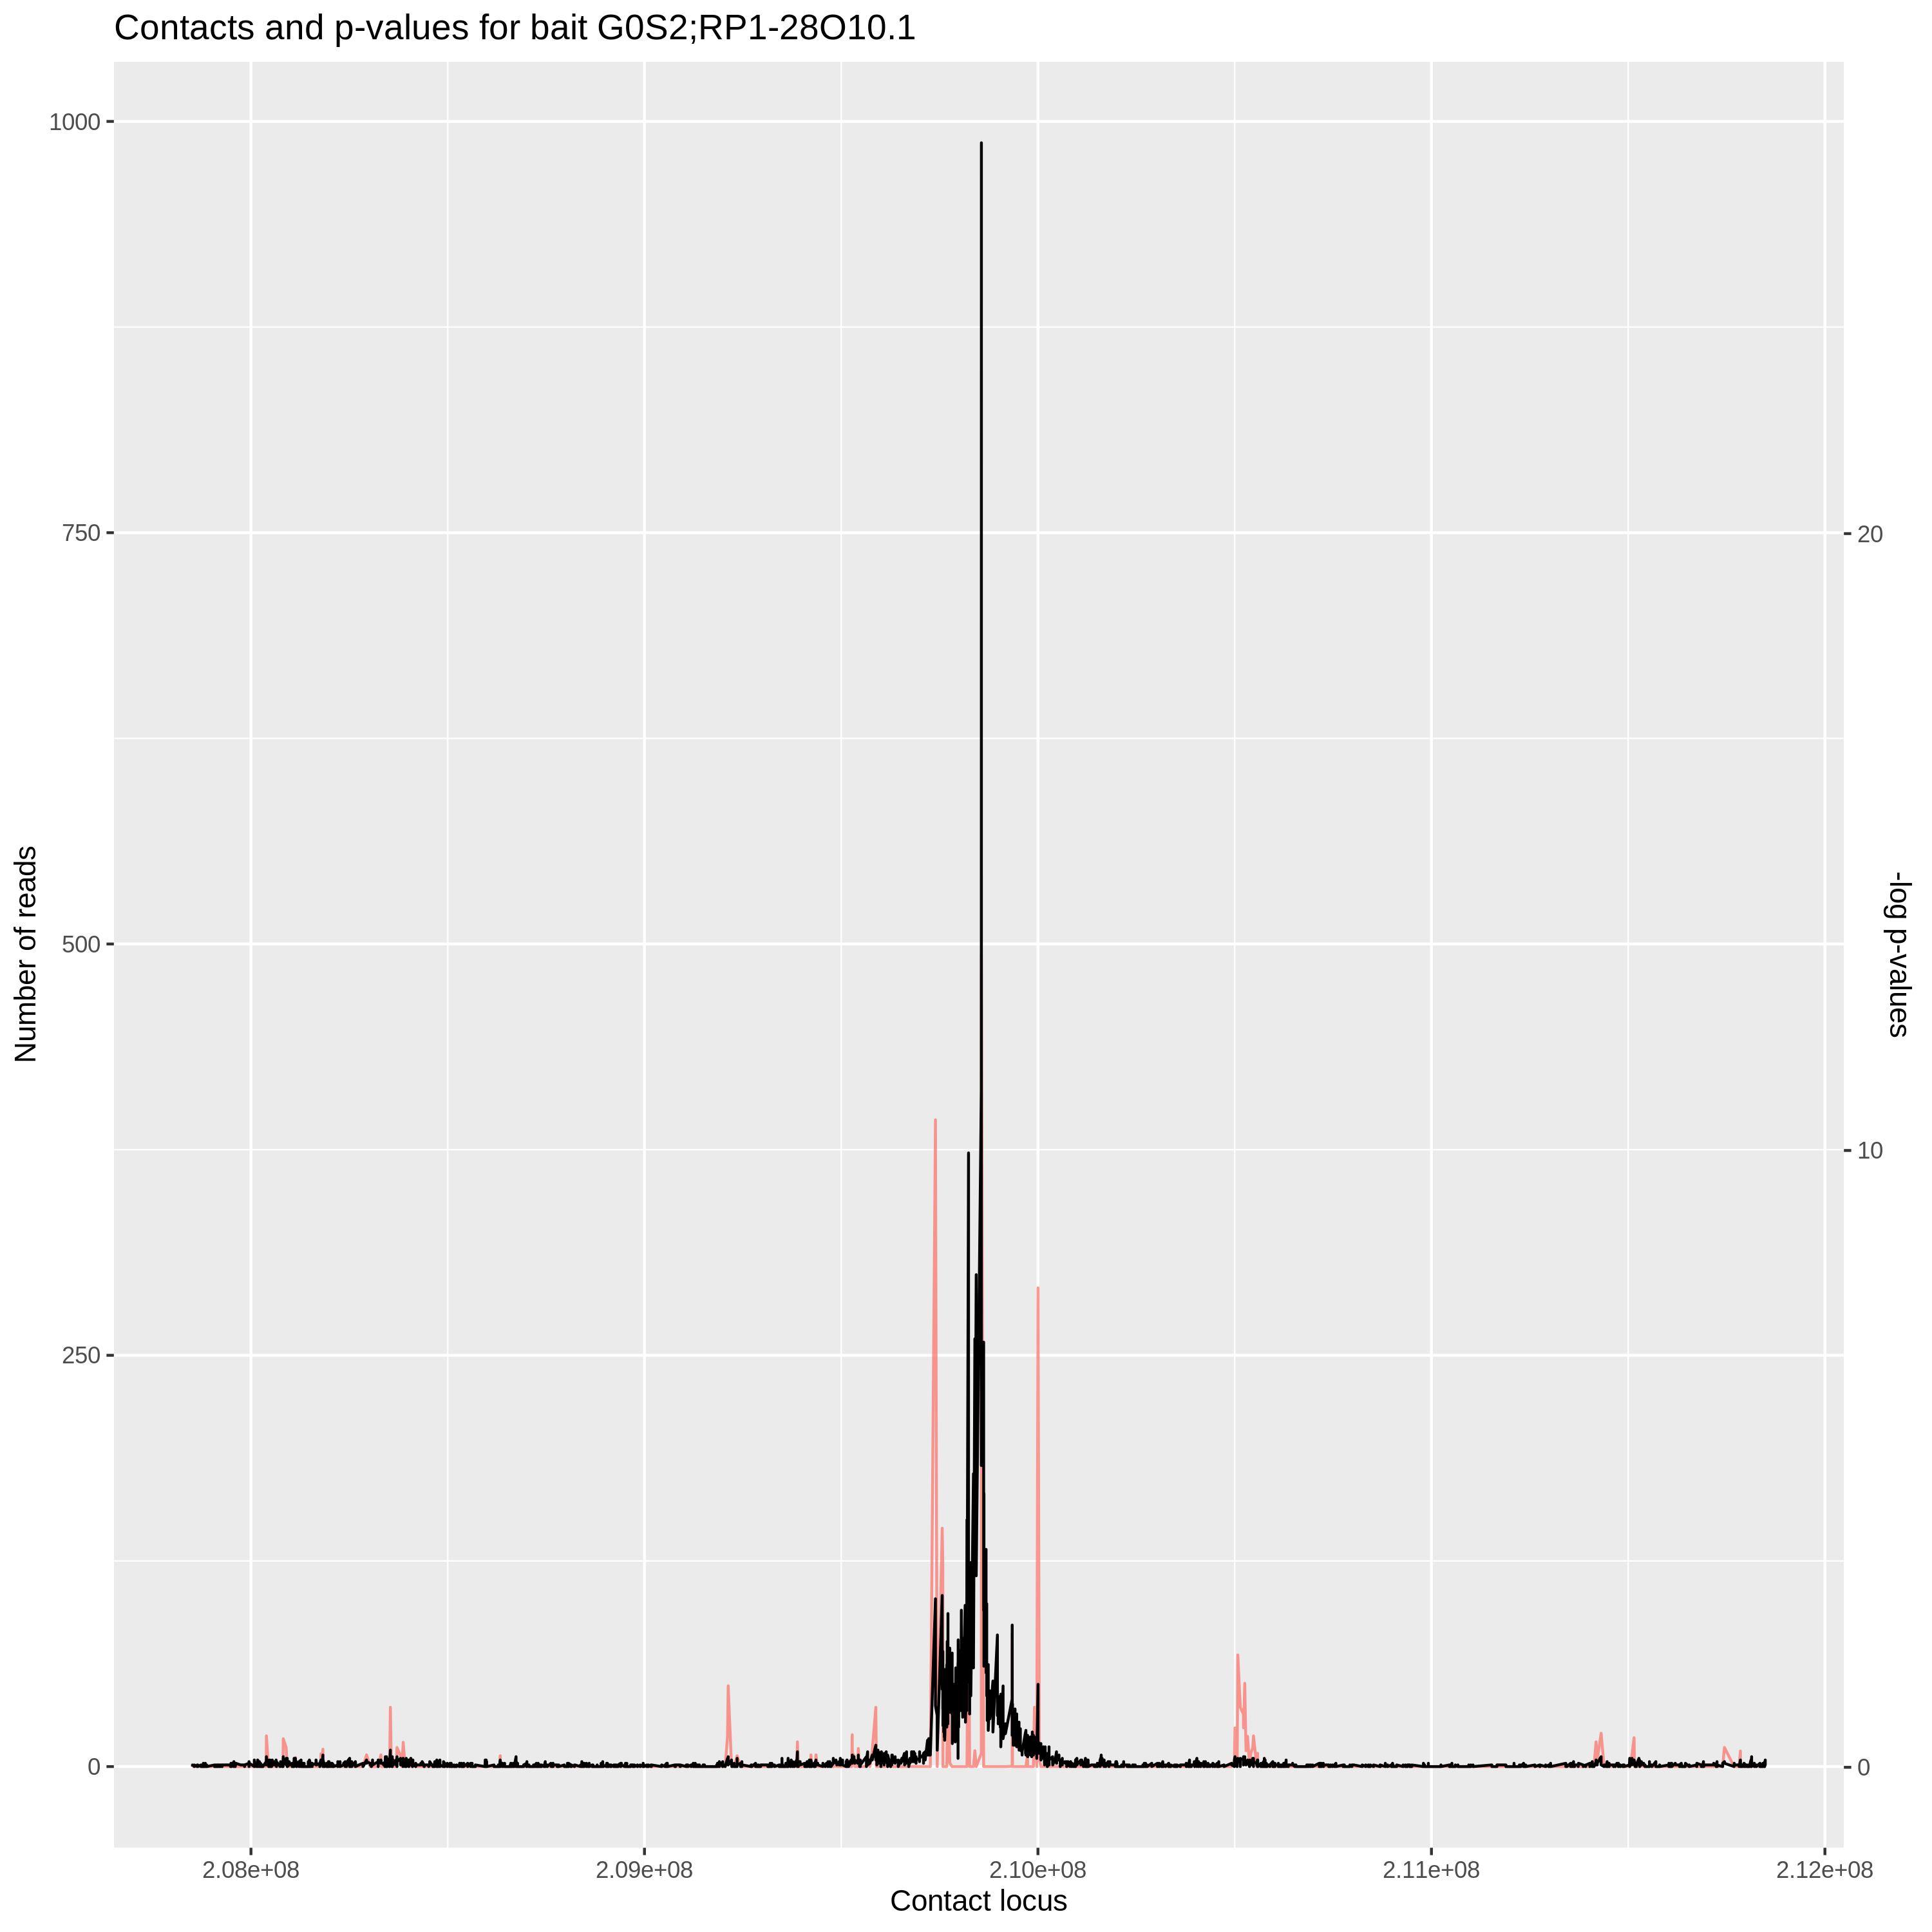 Contacts and p-values for bait G0S2;RP1-28O10.1
1000
750
500
250
0
20
10
0
Number of reads
-log p-values
2.08e+08
2.09e+08
2.10e+08
2.11e+08
2.12e+08
Contact locus